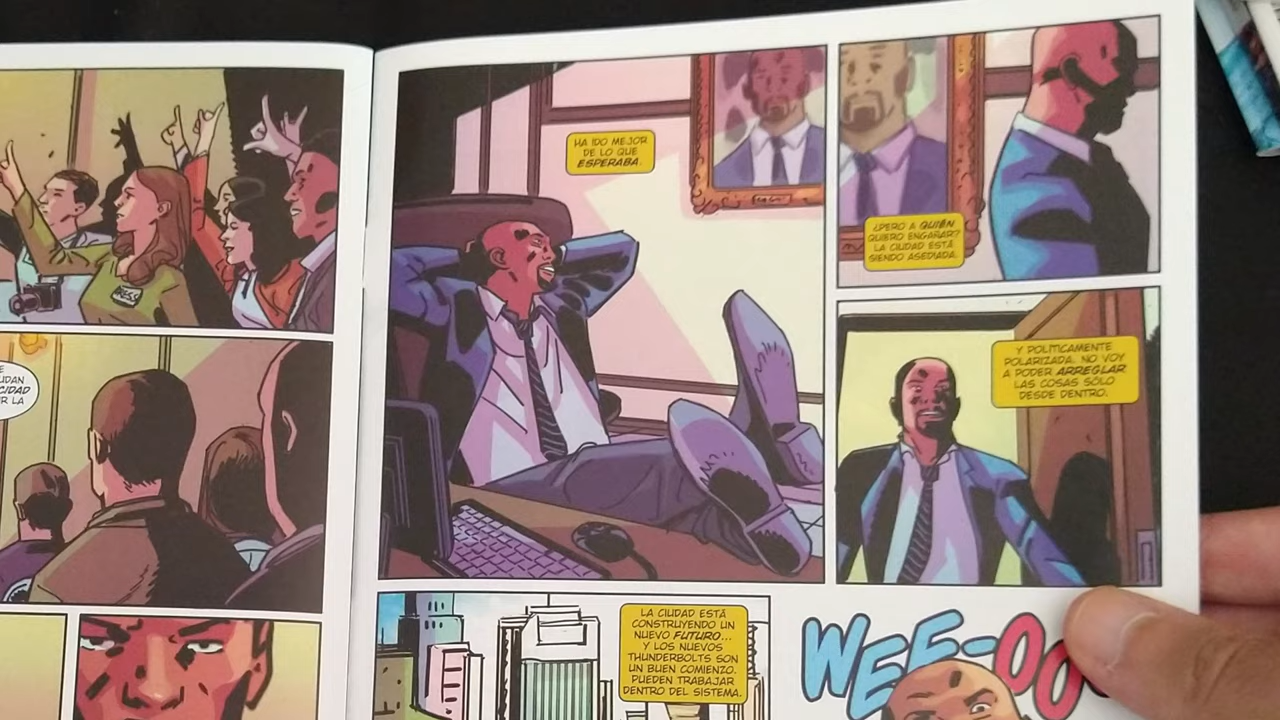 PRESS
UDAN
CIDAD
R LA
HA IDO MEJOR
DE LO QUE
ESPERABA.
¿PERO A QUIÉN
QUIERO ENGAÑAR?
LA CIUDAD ESTÁ
SIENDO ASEDIADA.
Y POLÍTICAMENTE
POLARIZADA. NO VOY
A PODER ARREGLAR
LAS COSAS SÓLO
DESDE DENTRO.
LA CIUDAD ESTÁ
CONSTRUYENDO UN
NUEVO FUTURO...
Y LOS NUEVOS
THUNDERBOLTS SON
UN BUEN COMIENZO.
PUEDEN TRABAJAR
DENTRO DEL SISTEMA.
WEE-OO